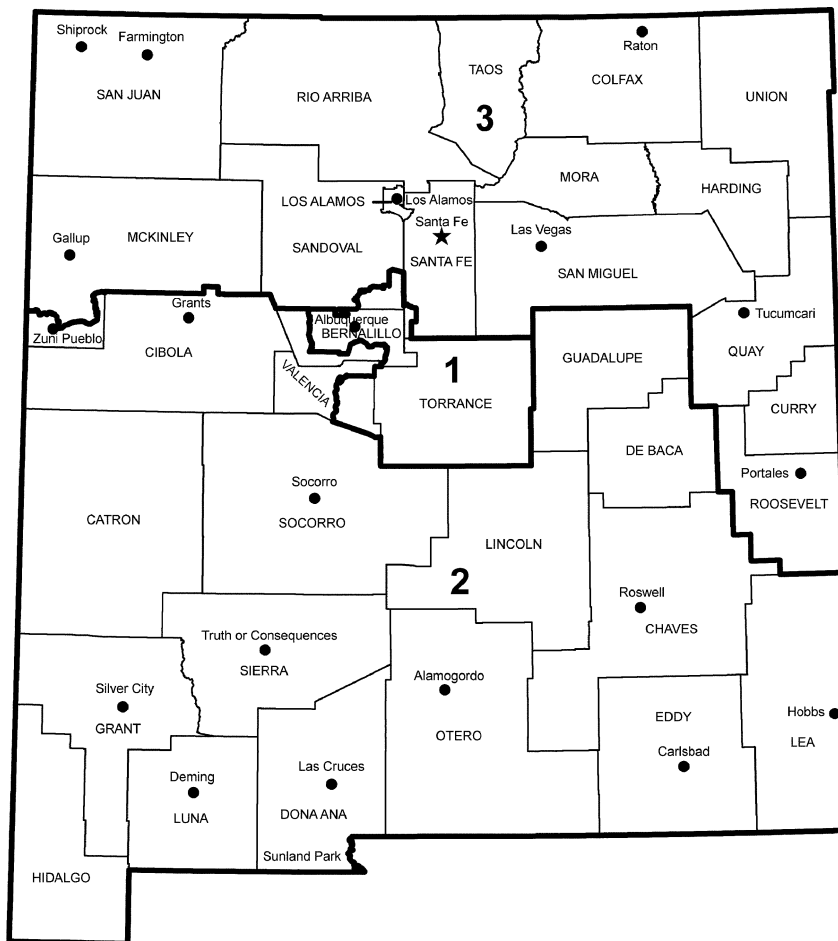 Shiprock
Farmington
Raton
SAN JUAN
RIO ARRIBA
TAOS
COLFAX
UNION
3
MORA
HARDING
LOS ALAMOS
Los Alamos
Santa Fe
Las Vegas
Gallup
MCKINLEY
SANDOVAL
SANTA FE
SAN MIGUEL
Grants
Tucumcari
Albuquerque
BERNALILLO
Zuni Pueblo
CIBOLA
QUAY
GUADALUPE
1
VALENCIA
TORRANCE
CURRY
DE BACA
Portales
ROOSEVELT
Socorro
SOCORRO
CATRON
LINCOLN
2
Roswell
CHAVES
Truth or Consequences
SIERRA
Alamogordo
Silver City
GRANT
OTERO
EDDY
Hobbs
LEA
Carlsbad
Deming
LUNA
Las Cruces
DONA ANA
Sunland Park
HIDALGO